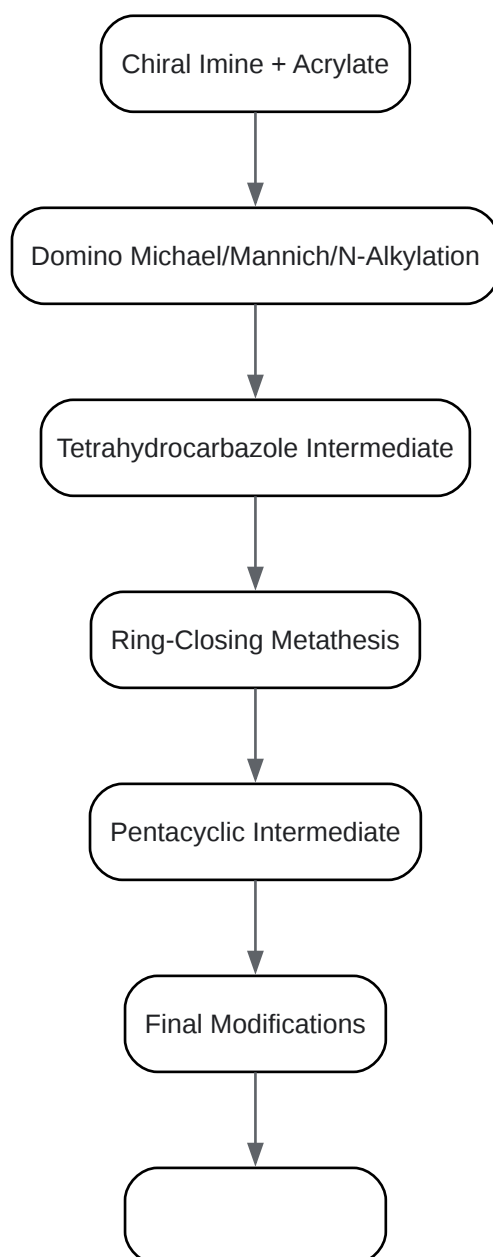 Chiral Imine + Acrylate
Domino Michael/Mannich/N-Alkylation
Tetrahydrocarbazole Intermediate
Ring-Closing Metathesis
Pentacyclic Intermediate
Final Modifications